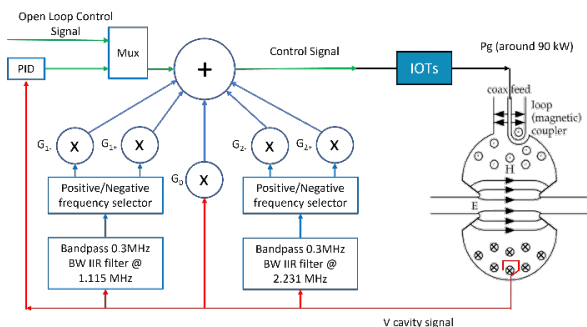 Open Loop Control
Signal
Mux
PID
+
Control Signal
IOTs
Pg (around 90 kW)
coax feed
loop
(magnetic)
coupler
H
E
G1-
X
G1+
X
G0
X
G2-
X
G2+
X
Positive/Negative
frequency selector
Positive/Negative
frequency selector
Bandpass 0.3MHz
BW IIR filter @
1.115 MHz
Bandpass 0.3MHz
BW IIR filter @
2.231 MHz
V cavity signal